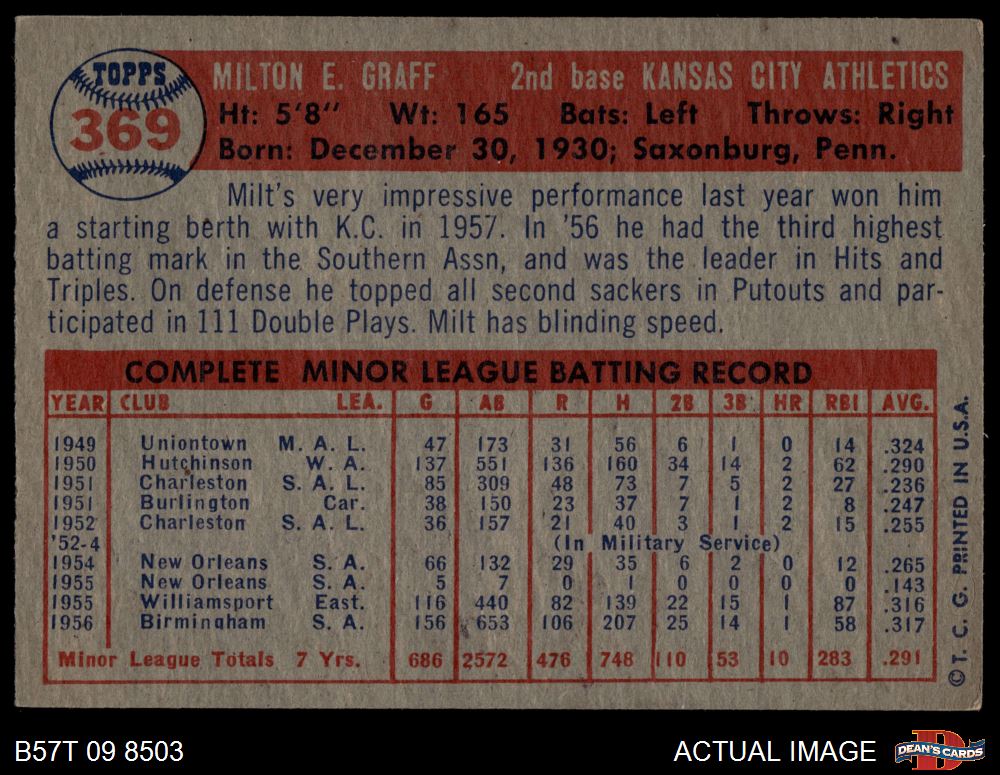 TOPPS
369
MILTON E. GRAFF 2nd base KANSAS CITY ATHLETICS
Ht: 5'8" Wt: 165 Bats: Left Throws: Right
Born: December 30, 1930; Saxonburg, Penn.
Milt's very impressive performance last year won him
a starting berth with K.C. in 1957. In '56 he had the third highest
batting mark in the Southern Assn, and was the leader in Hits and
Triples. On defense he topped all second sackers in Putouts and par-
ticipated in 111 Double Plays. Milt has blinding speed.
COMPLETE MINOR LEAGUE BATTING RECORD
YEAR CLUB LEA. G AB R H 2B 3B HR RBI AVG.
1949 Uniontown M. A. L. 47 173 31 56 6 1 0 14 .324
1950 Hutchinson W. A. 137 551 136 160 34 14 2 62 .290
1951 Charleston S. A. L. 85 309 48 73 7 5 2 27 .236
1951 Burlington Car. 38 150 23 37 7 1 2 8 .247
1952 Charleston S. A. L. 36 157 21 40 3 1 2 15 .255
'52-4 (In Military Service)
1954 New Orleans S. A. 66 132 29 35 6 2 0 12 .265
1955 New Orleans S. A. 5 7 0 1 0 0 0 0 .143
1955 Williamsport East. 116 440 82 139 22 15 1 87 .316
1956 Birmingham S. A. 156 653 106 207 25 14 1 58 .317
Minor League Totals 7 Yrs. 686 2572 476 748 110 53 10 283 .291
© T. C. G. PRINTED IN U.S.A.
B57T 09 8503 ACTUAL IMAGE
D
DEAN'S CARDS